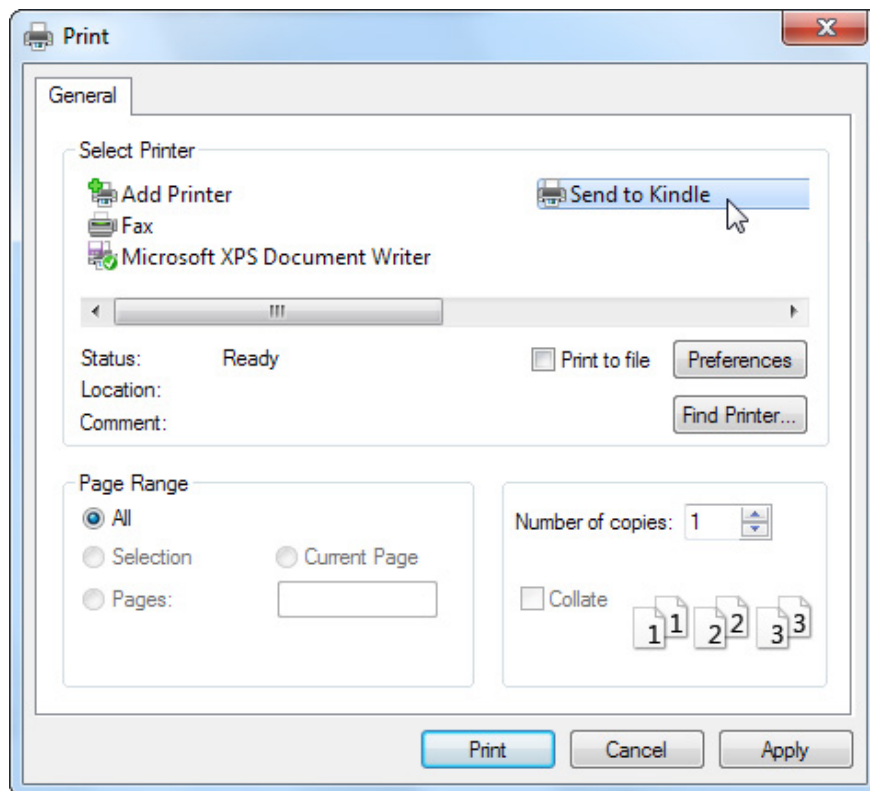 Print
General
Select Printer
Add Printer
Send to Kindle
Fax
Microsoft XPS Document Writer
Status: Ready
Print to file
Preferences
Location:
Comment:
Find Printer...
Page Range
All
Number of copies: 1
Selection
Current Page
Pages:
Collate
1 1 2 2 3 3
Print
Cancel
Apply